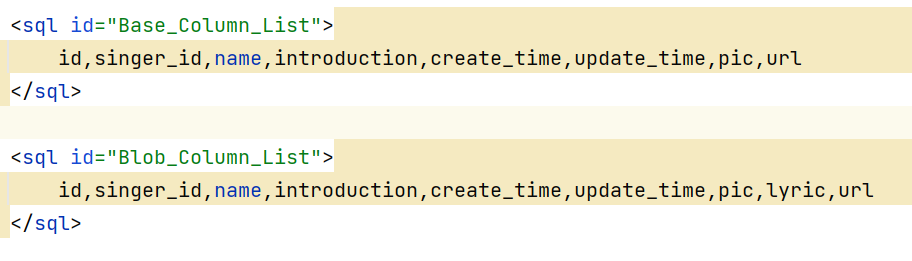 <sql id="Base_Column_List">
id,singer_id,name,introduction,create_time,update_time,pic,url
</sql>
<sql id="Blob_Column_List">
id,singer_id,name,introduction,create_time,update_time,pic,lyric,url
</sql>